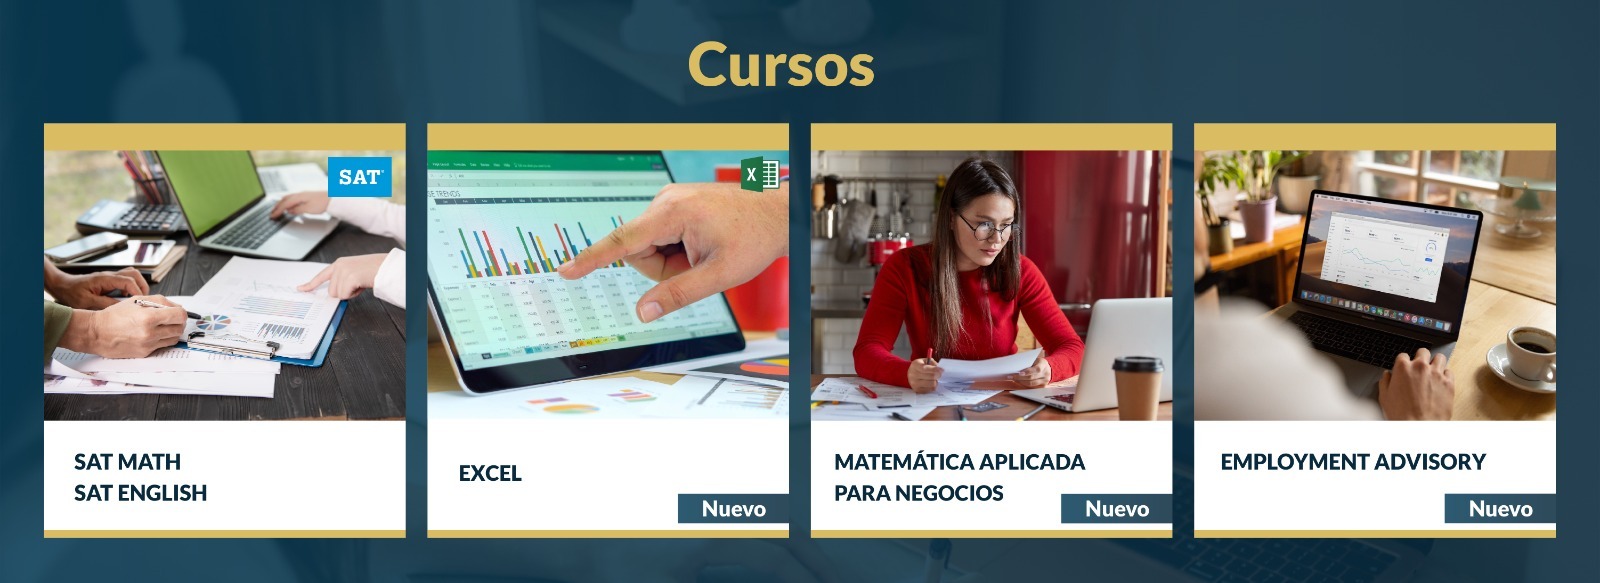 Cursos
SAT
SAT MATH
SAT ENGLISH
EXCEL
Nuevo
MATEMÁTICA APLICADA
PARA NEGOCIOS
Nuevo
EMPLOYMENT ADVISORY
Nuevo